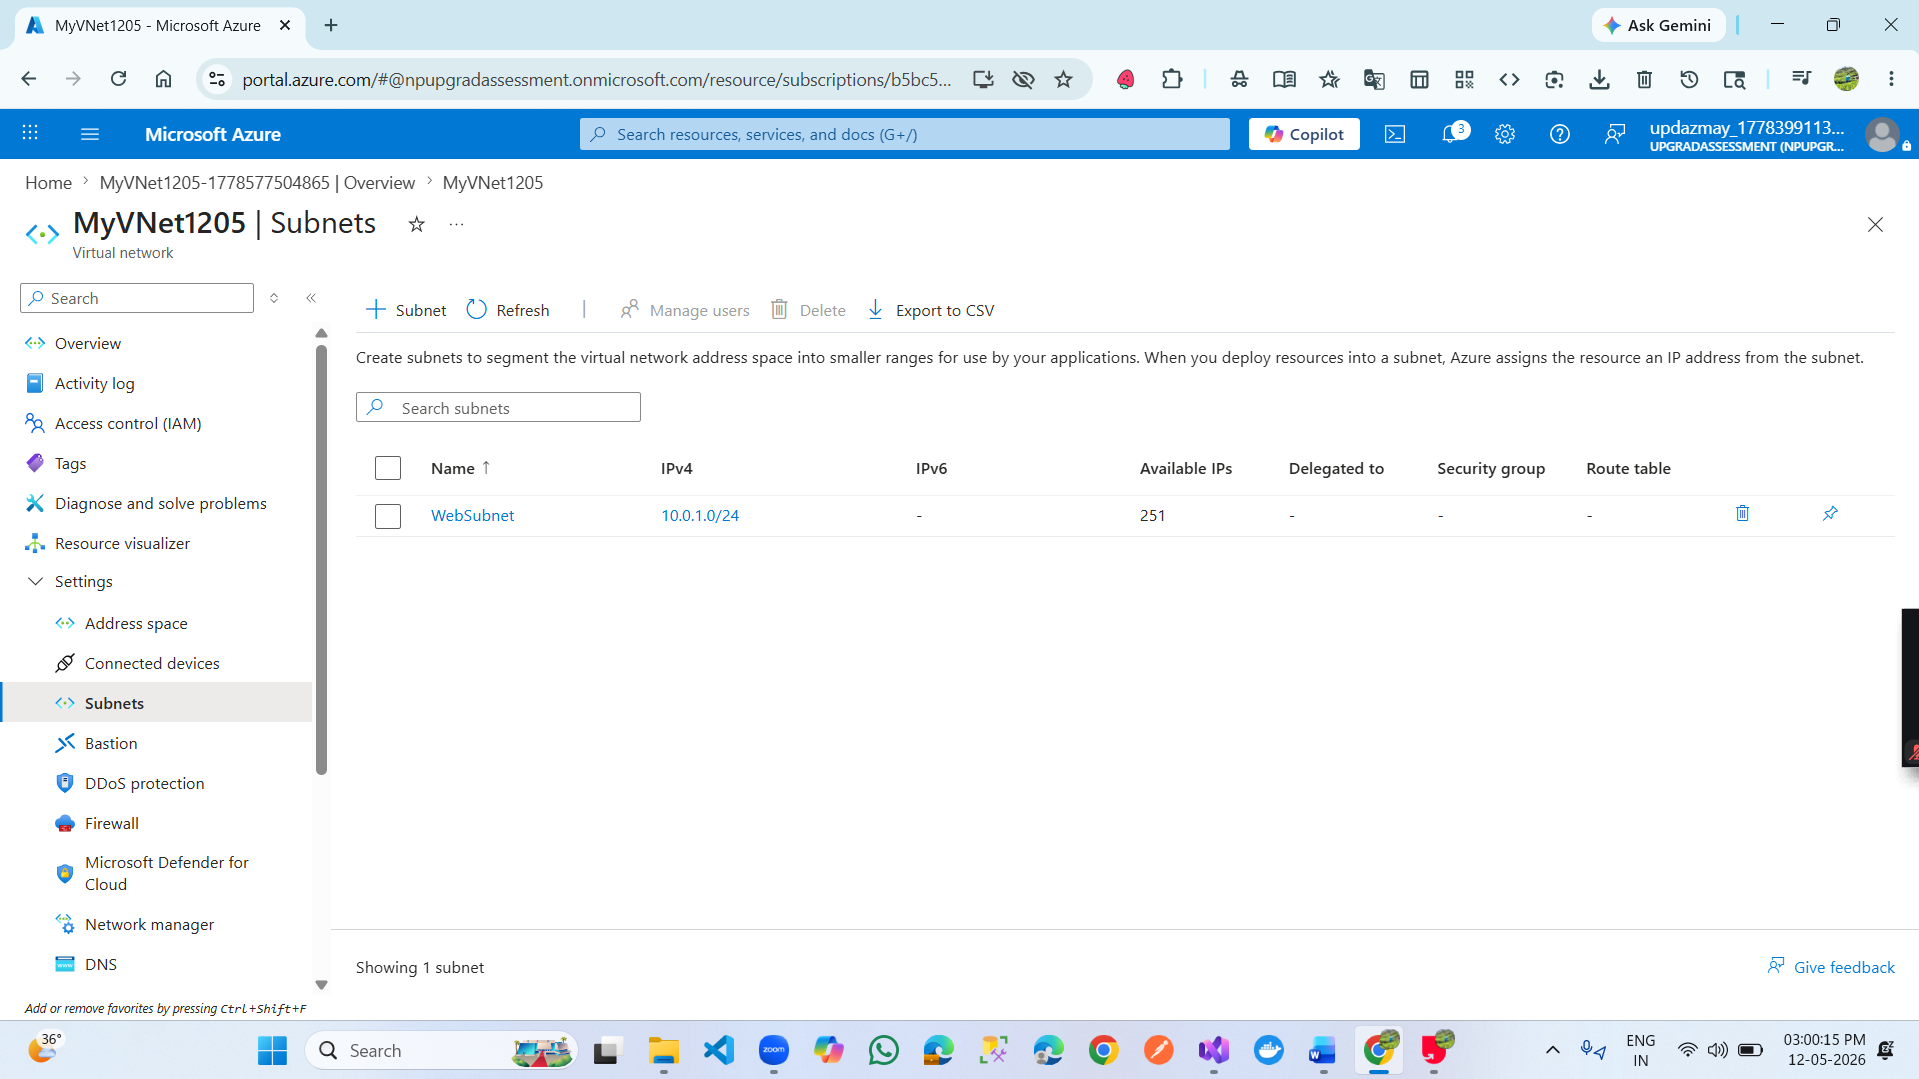 MyVNet1205 - Microsoft Azure
Ask Gemini
portal.azure.com/#@npupgradassessment.onmicrosoft.com/resource/subscriptions/b5bc5...
Microsoft Azure
Search resources, services, and docs (G+/)
Copilot
3
updazmay_1778399113...
UPGRADASSESSMENT (NPUPGR...
Home > MyVNet1205-1778577504865 | Overview > MyVNet1205
MyVNet1205 | Subnets
Virtual network
Search
Overview
Activity log
Access control (IAM)
Tags
Diagnose and solve problems
Resource visualizer
Settings
Address space
Connected devices
Subnets
Bastion
DDoS protection
Firewall
Microsoft Defender for
Cloud
Network manager
DNS
Add or remove favorites by pressing Ctrl+Shift+F
Subnet Refresh | Manage users Delete Export to CSV
Create subnets to segment the virtual network address space into smaller ranges for use by your applications. When you deploy resources into a subnet, Azure assigns the resource an IP address from the subnet.
Search subnets
Name ↑ IPv4 IPv6 Available IPs Delegated to Security group Route table
WebSubnet 10.0.1.0/24 - 251 - - -
Showing 1 subnet
Give feedback
36°
Search
zoom
ENG
IN
03:00:15 PM
12-05-2026